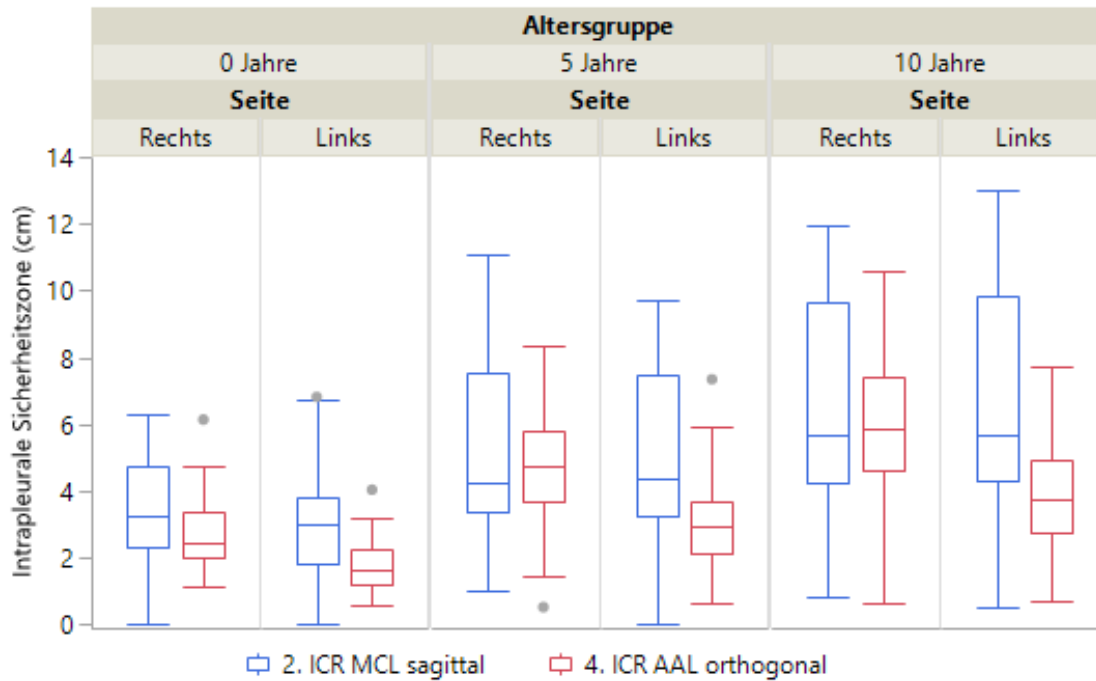 Altersgruppe
0 Jahre 5 Jahre 10 Jahre
Seite Seite Seite
Rechts Links Rechts Links Rechts Links
14
12
10
8
6
4
2
0
Intrapleurale Sicherheitszone (cm)
2. ICR MCL sagittal 4. ICR AAL orthogonal